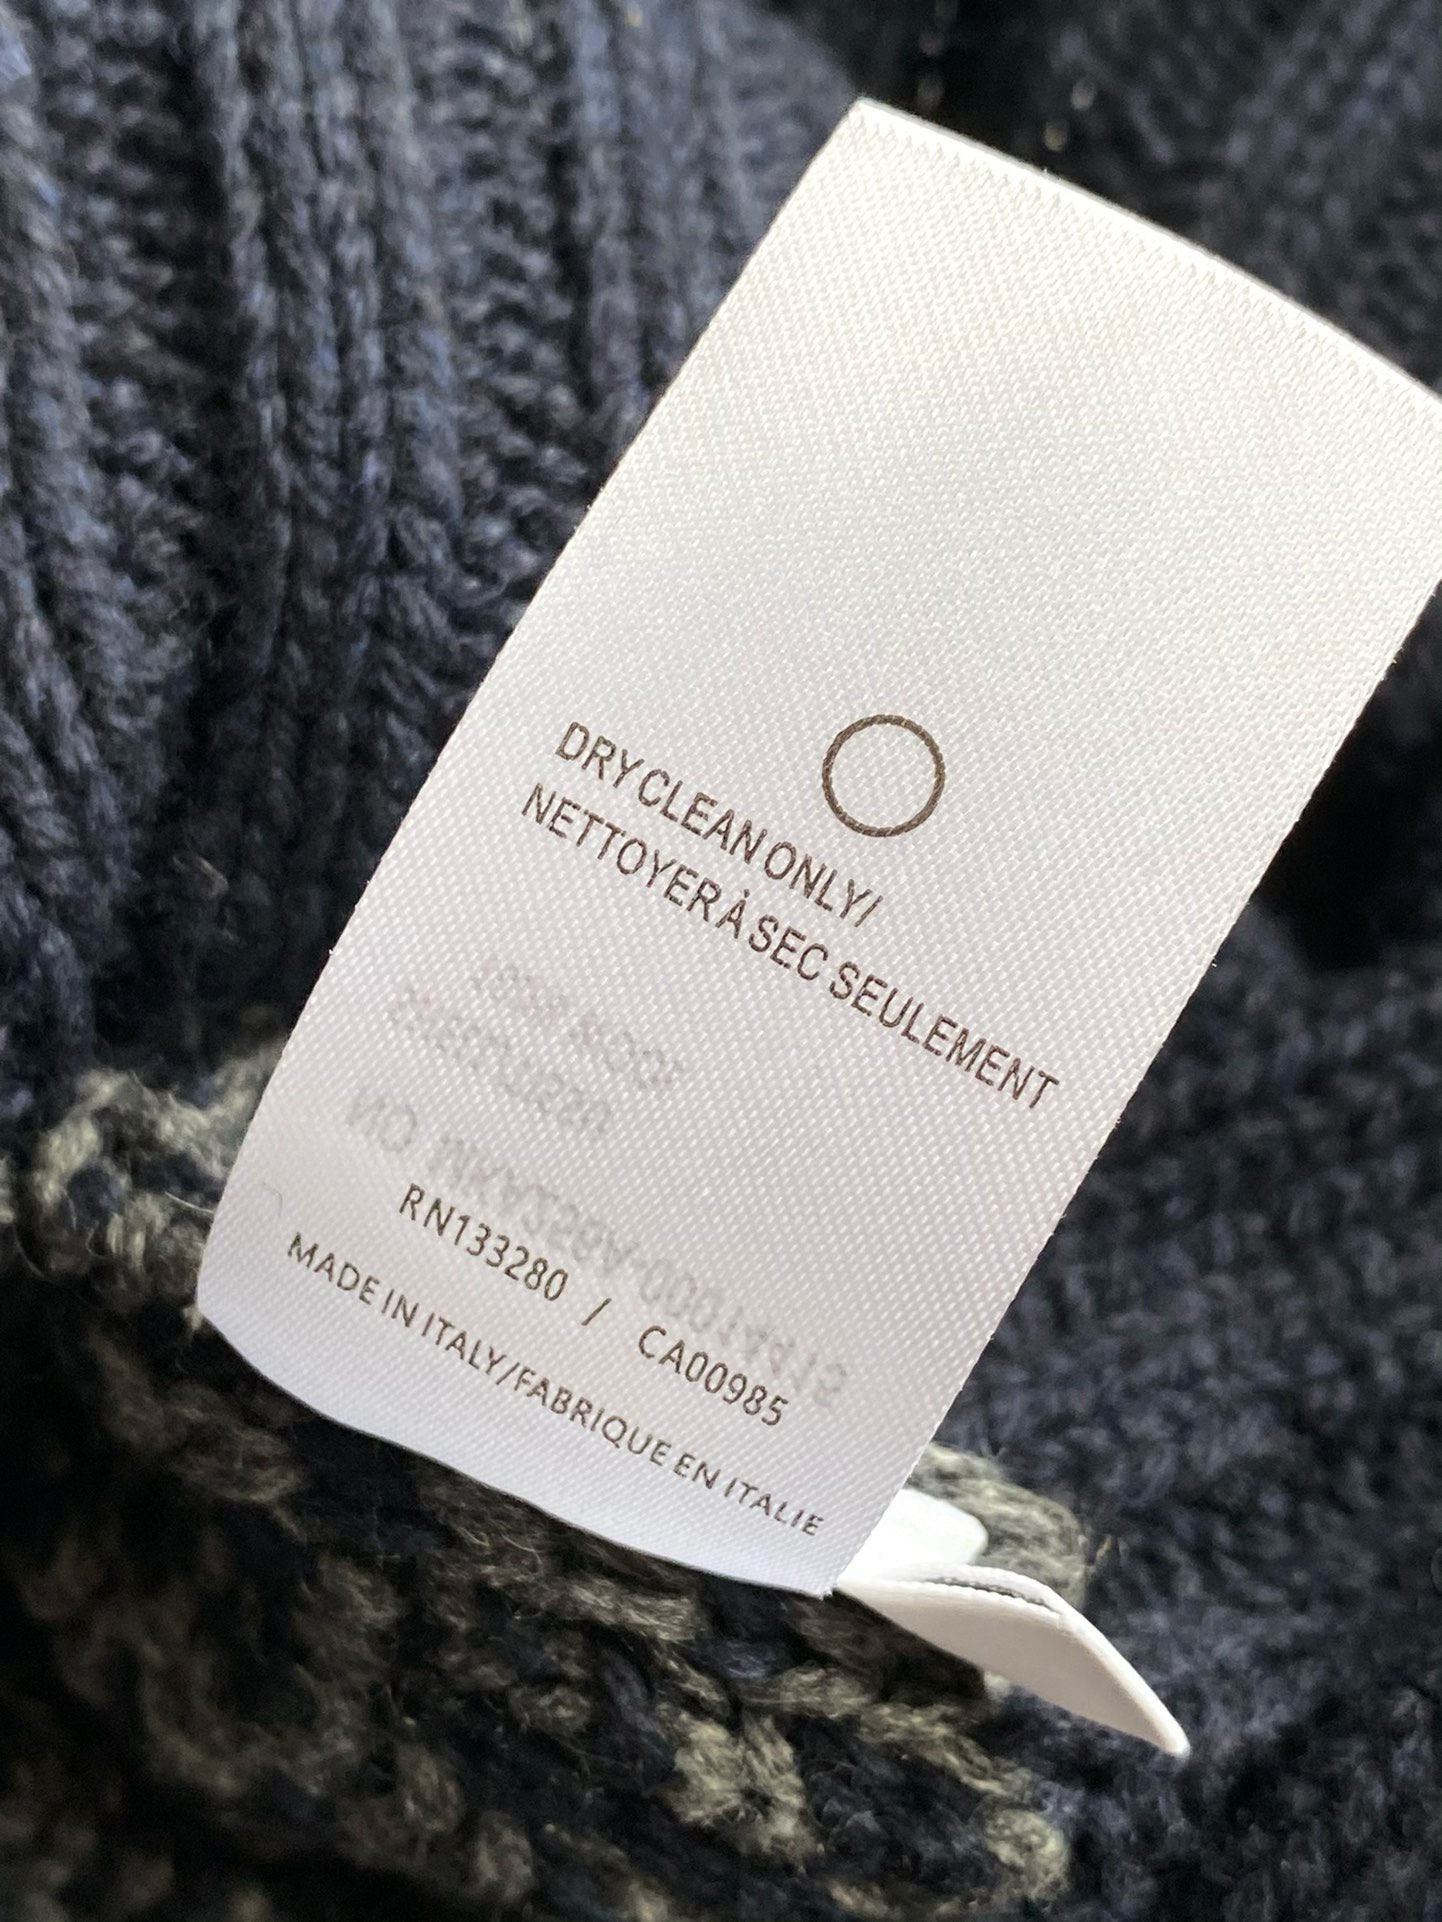 DRY CLEAN ONLY/
NETTOYER À SEC SEULEMENT
RN133280 / CA00985
MADE IN ITALY/FABRIQUE EN ITALIE